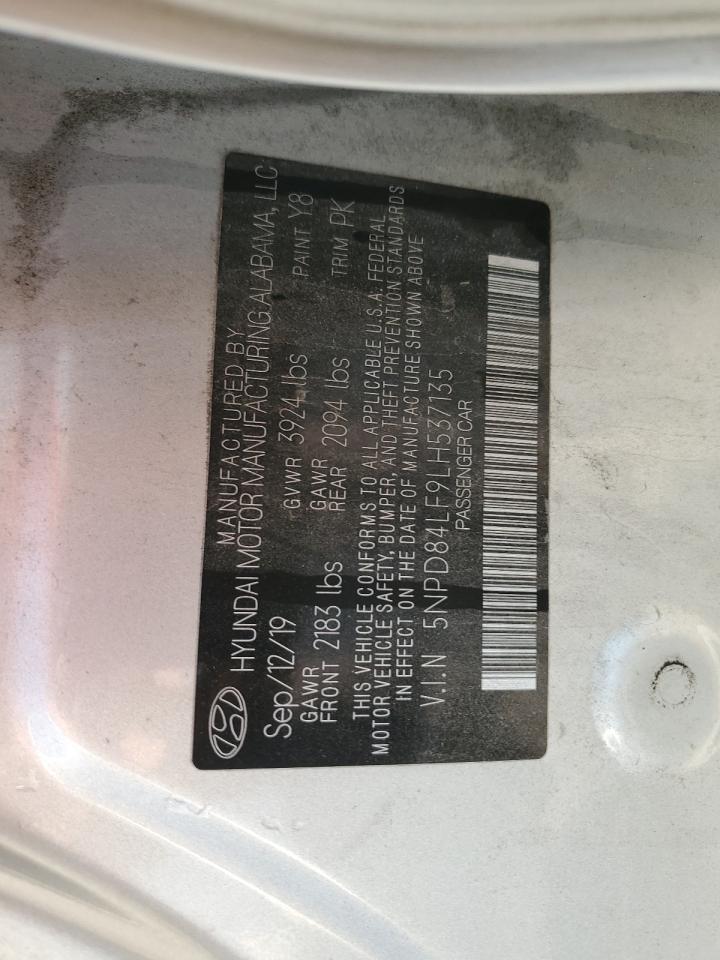 MANUFACTURED BY
HYUNDAI MOTOR MANUFACTURING ALABAMA, LLC
Sep/12/19 GVWR 3924 lbs PAINT Y8
GAWR FRONT 2183 lbs GAWR REAR 2094 lbs TRIM PK
THIS VEHICLE CONFORMS TO ALL APPLICABLE U.S.A. FEDERAL
MOTOR VEHICLE SAFETY, BUMPER, AND THEFT PREVENTION STANDARDS
IN EFFECT ON THE DATE OF MANUFACTURE SHOWN ABOVE
V.I.N 5NPD84LF9LH537135
PASSENGER CAR